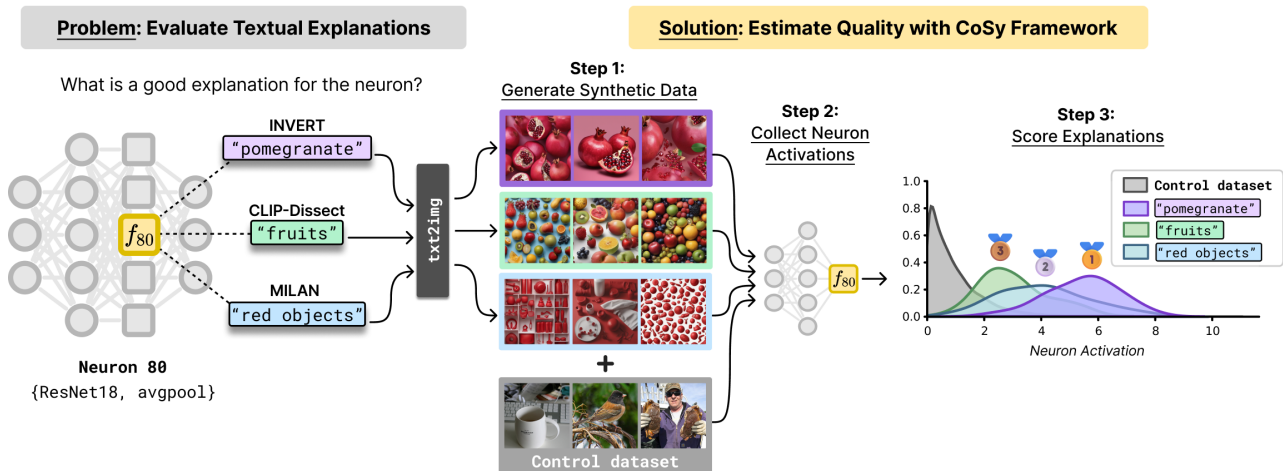 Problem: Evaluate Textual Explanations
Solution: Estimate Quality with CoSy Framework
What is a good explanation for the neuron?
INVERT
"pomegranate"
CLIP-Dissect
"fruits"
MILAN
"red objects"
f80
Neuron 80
{ResNet18, avgpool}
txt2img
Step 1:
Generate Synthetic Data
+
Control dataset
Step 2:
Collect Neuron
Activations
f80
Step 3:
Score Explanations
1.0
0.8
0.6
0.4
0.2
0.0
0
2
4
6
8
10
Neuron Activation
3
2
1
Control dataset
"pomegranate"
"fruits"
"red objects"